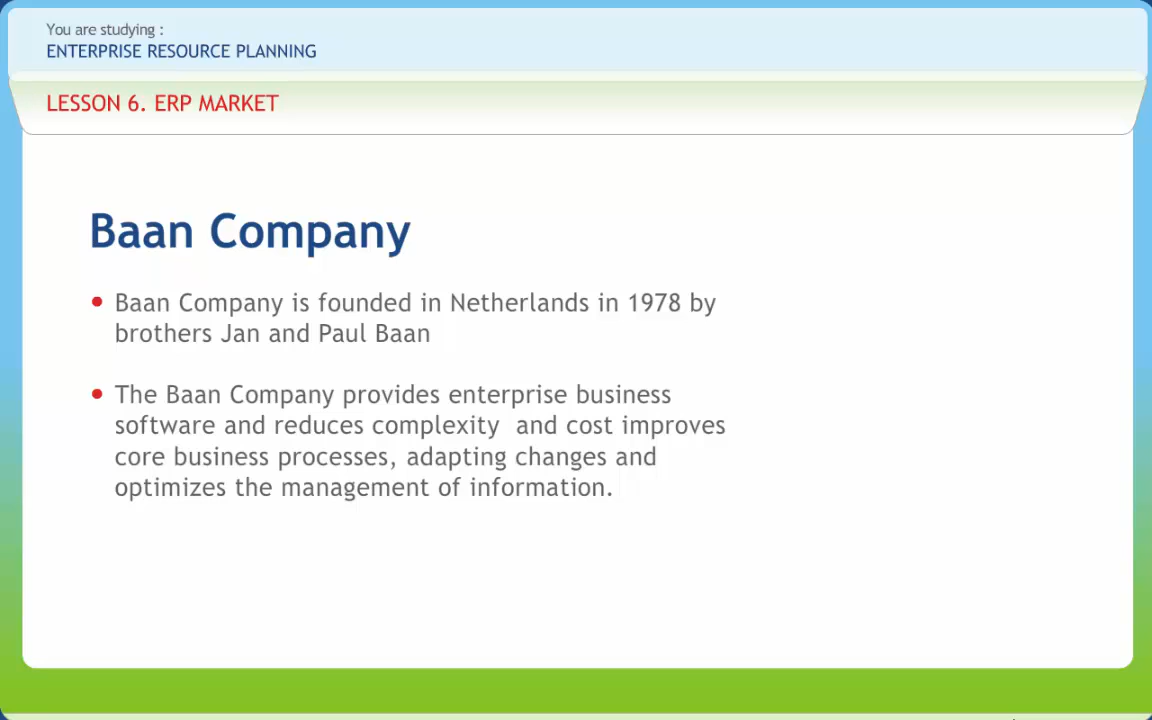 You are studying :
ENTERPRISE RESOURCE PLANNING
LESSON 6. ERP MARKET
Baan Company
• Baan Company is founded in Netherlands in 1978 by
brothers Jan and Paul Baan
• The Baan Company provides enterprise business
software and reduces complexity  and cost improves
core business processes, adapting changes and
optimizes the management of information.